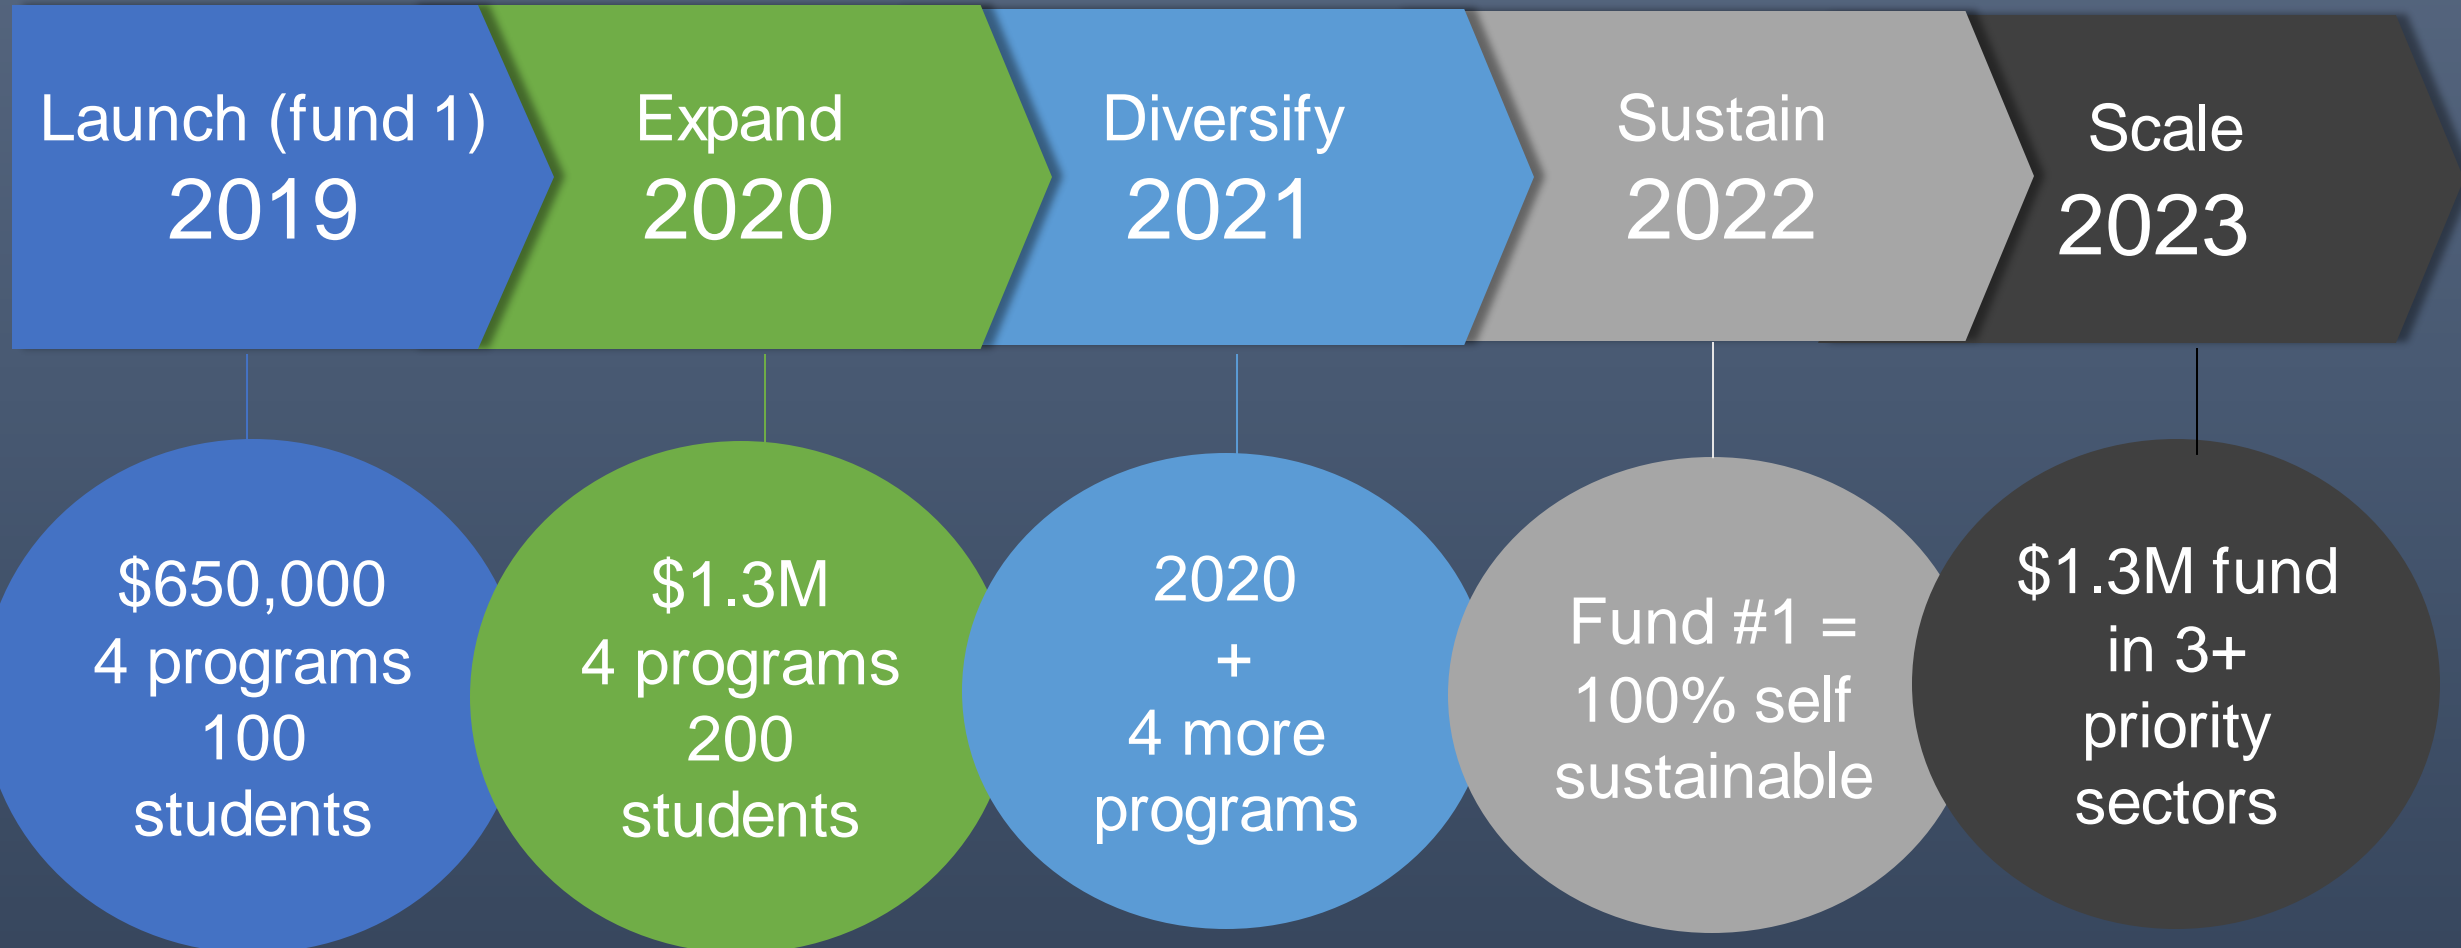 Launch (fund 1)
2019
Expand
2020
Diversify
2021
Sustain
2022
Scale
2023
$650,000
4 programs
100
students
$1.3M
4 programs
200
students
2020
+
4 more
programs
Fund #1 =
100% self
sustainable
$1.3M fund
in 3+
priority
sectors